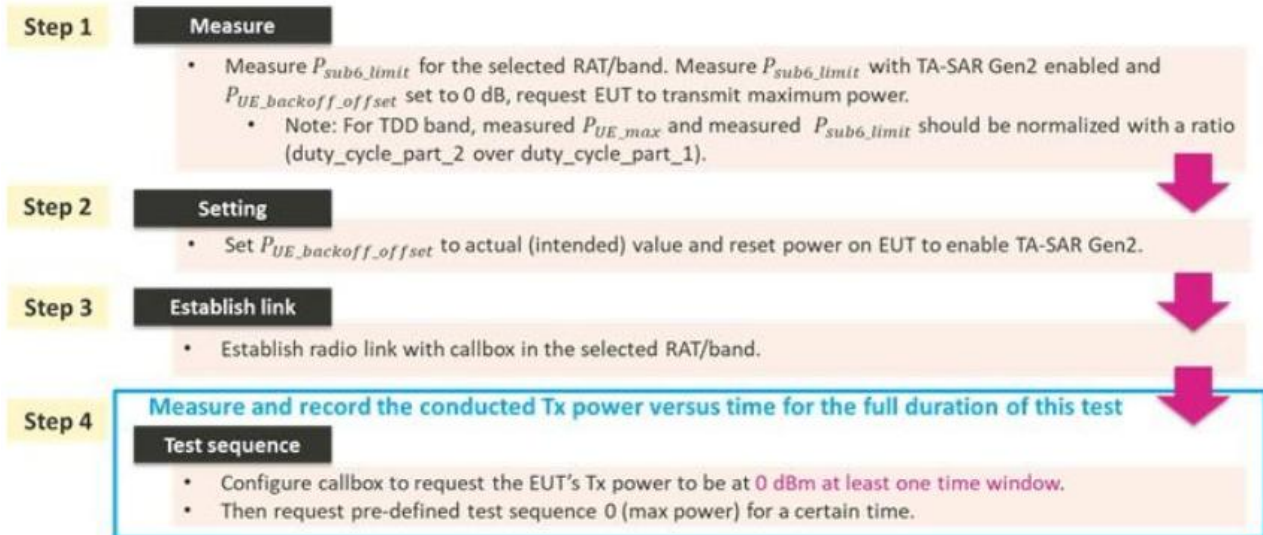 Step 1
Measure
• Measure P_sub6_limit for the selected RAT/band. Measure P_sub6_limit with TA-SAR Gen2 enabled and
P_UE_backoff_offset set to 0 dB, request EUT to transmit maximum power.
• Note: For TDD band, measured P_UE_max and measured P_sub6_limit should be normalized with a ratio
(duty_cycle_part_2 over duty_cycle_part_1).
Step 2
Setting
• Set P_UE_backoff_offset to actual (intended) value and reset power on EUT to enable TA-SAR Gen2.
Step 3
Establish link
• Establish radio link with callbox in the selected RAT/band.
Step 4
Measure and record the conducted Tx power versus time for the full duration of this test
Test sequence
• Configure callbox to request the EUT's Tx power to be at 0 dBm at least one time window.
• Then request pre-defined test sequence 0 (max power) for a certain time.